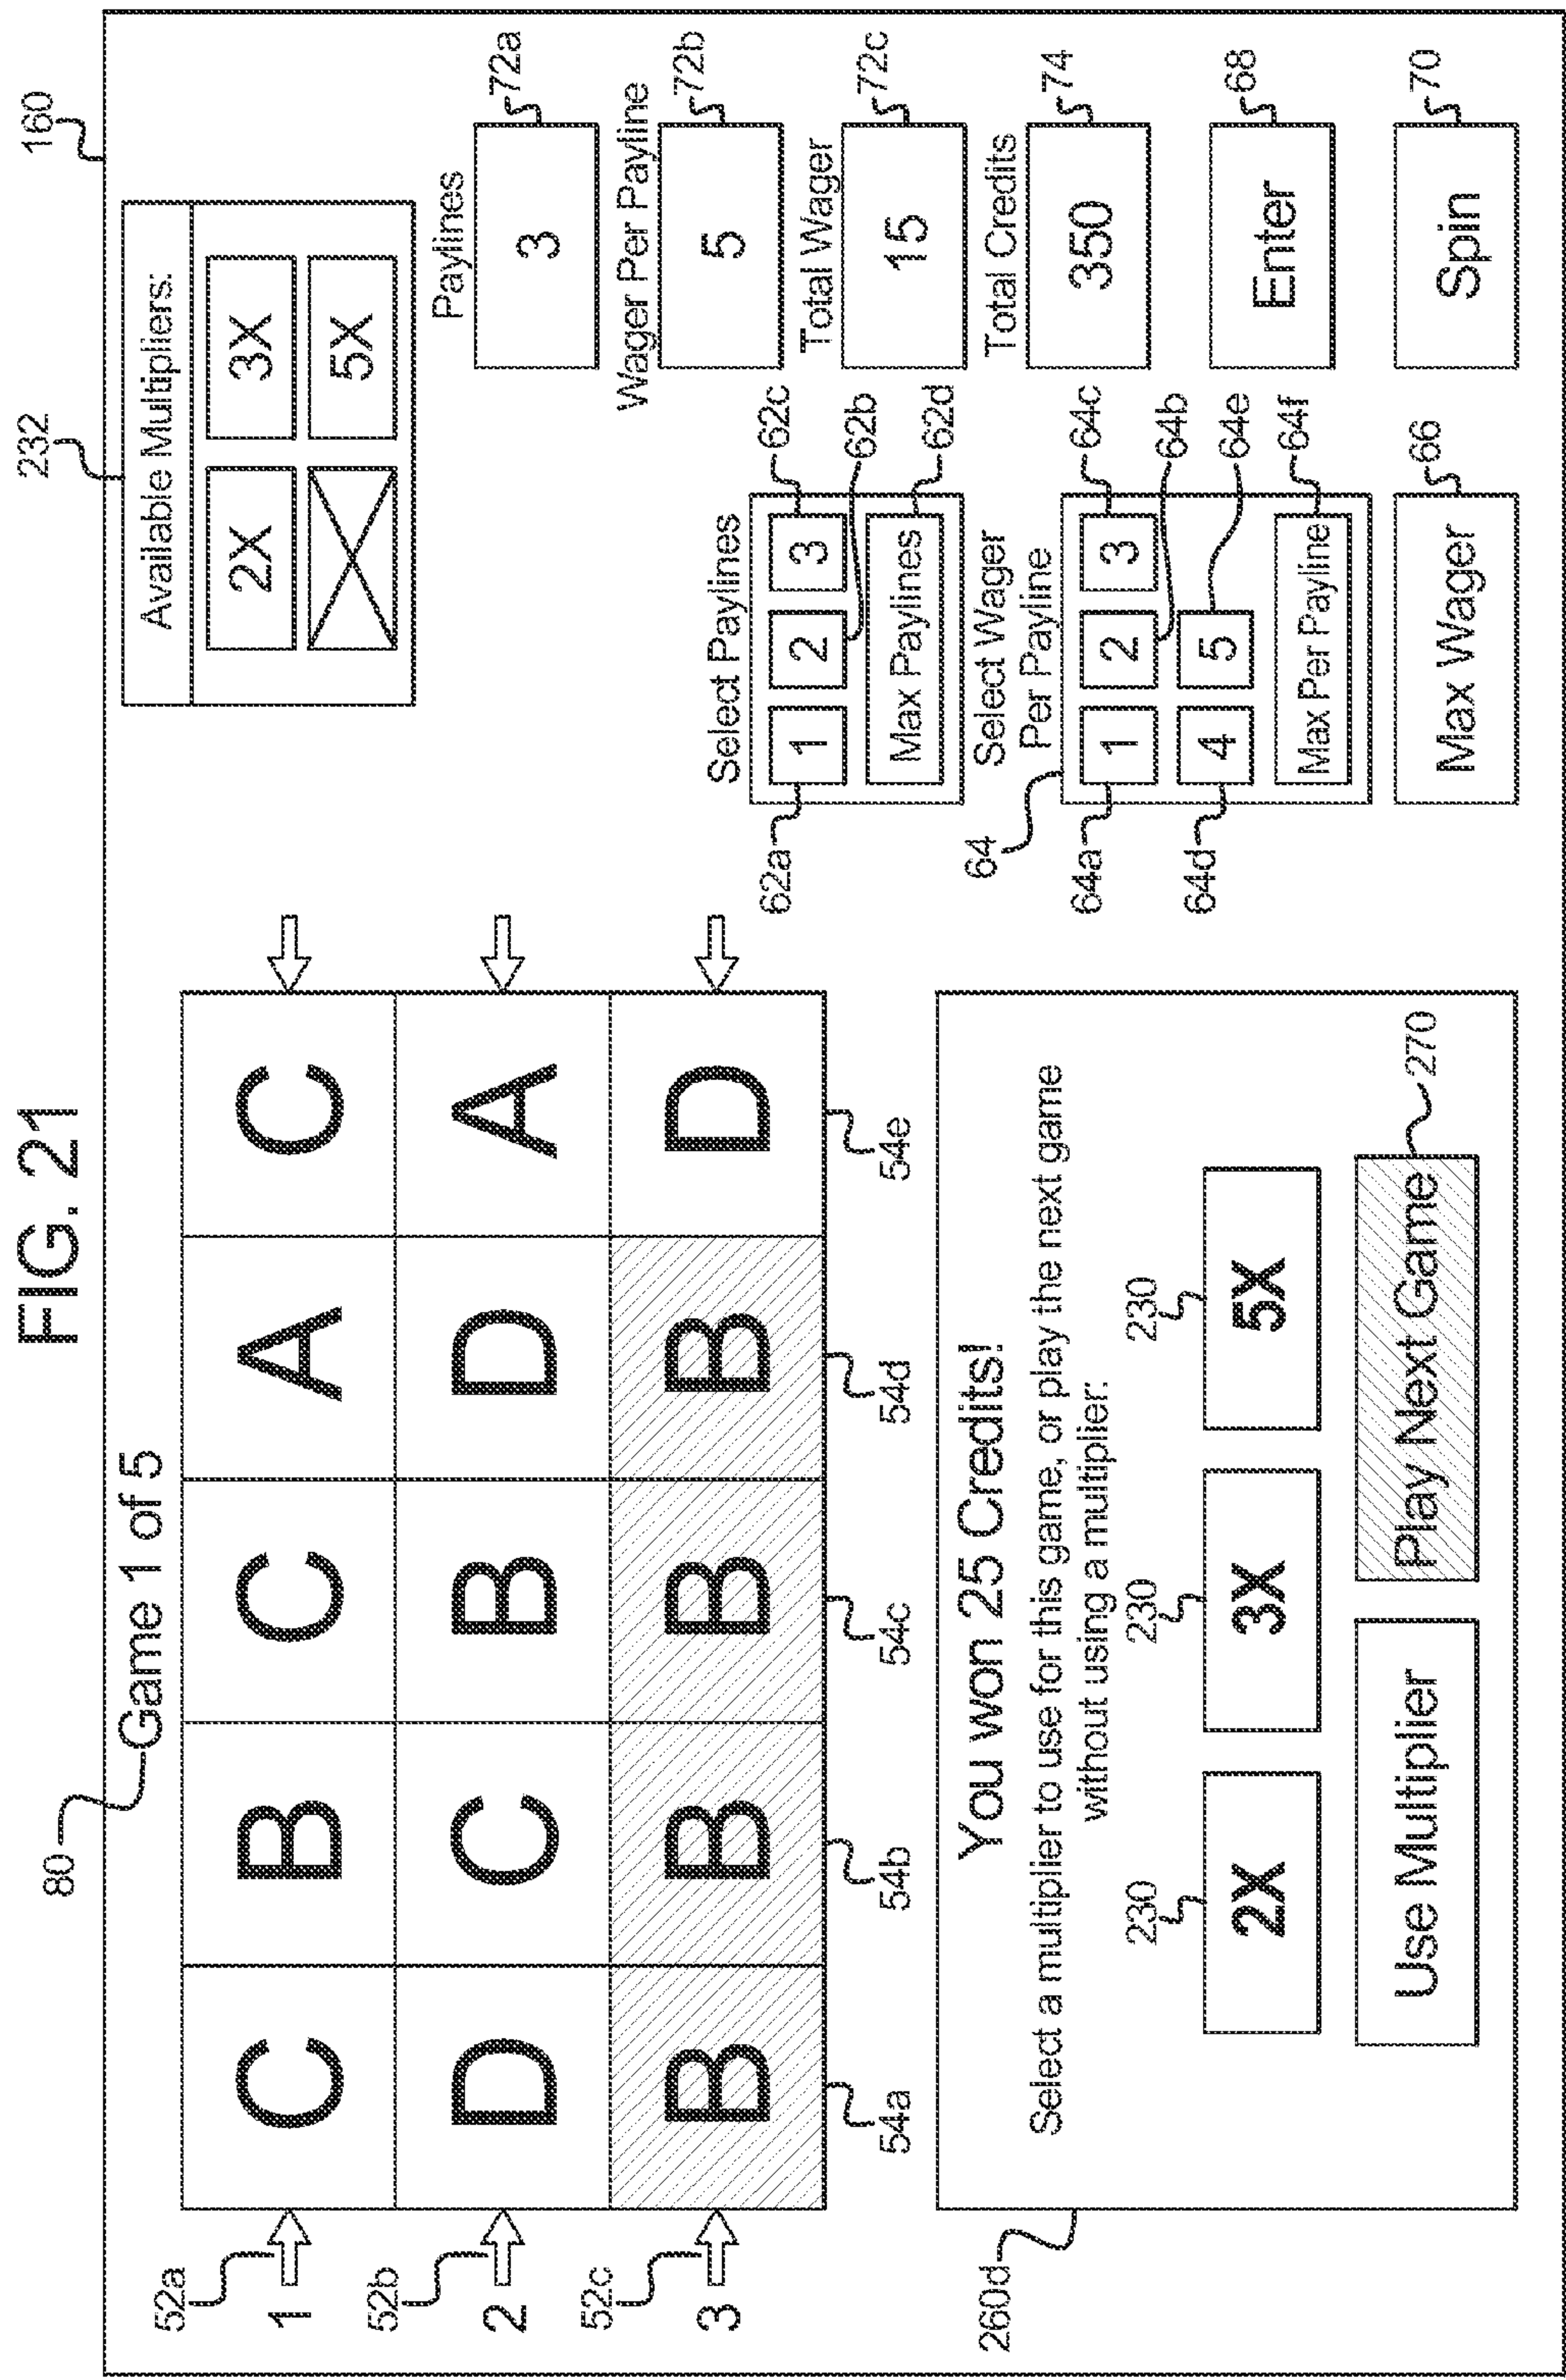 FIG. 21
160
80
Game 1 of 5
232
Available Multipliers:
2X 3X
5X
52a
1
C B C A C
52b
2
D C B D A
52c
3
B B B B D
54a 54b 54c 54d 54e
Paylines
3
72a
Wager Per Payline
5
72b
Total Wager
15
72c
Total Credits
350
74
Enter
68
Spin
70
Select Paylines
62a
1 2 3
62c
62b
Max Paylines
62d
Select Wager
Per Payline
64
64a
1 2 3
64c
64b
64d
4 5
64e
Max Per Payline
64f
Max Wager
66
260d
You won 25 Credits!
Select a multiplier to use for this game, or play the next game
without using a multiplier:
230 230 230
2X 3X 5X
Use Multiplier
Play Next Game
270